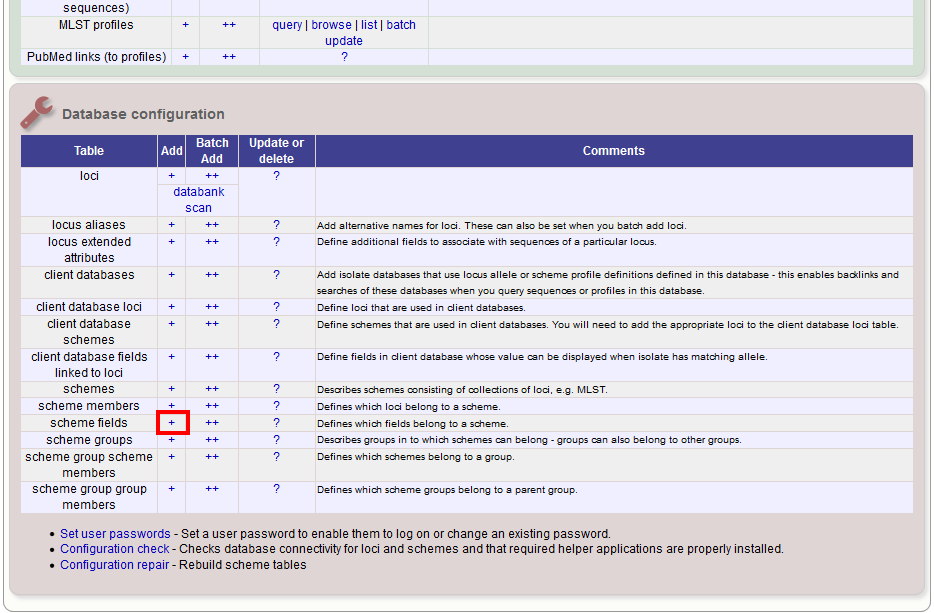 sequences)
MLST profiles + ++ query | browse | list | batch
update
PubMed links (to profiles) + ++ ?
Database configuration
Table Add Batch Add Update or delete Comments
loci + ++ ?
databank
scan
locus aliases + ++ ? Add alternative names for loci. These can also be set when you batch add loci.
locus extended attributes + ++ ? Define additional fields to associate with sequences of a particular locus.
client databases + ++ ? Add isolate databases that use locus allele or scheme profile definitions defined in this database - this enables backlinks and
searches of these databases when you query sequences or profiles in this database.
client database loci + ++ ? Define loci that are used in client databases.
client database schemes + ++ ? Define schemes that are used in client databases. You will need to add the appropriate loci to the client database loci table.
client database fields linked to loci + ++ ? Define fields in client database whose value can be displayed when isolate has matching allele.
schemes + ++ ? Describes schemes consisting of collections of loci, e.g. MLST.
scheme members + ++ ? Defines which loci belong to a scheme.
scheme fields + ++ ? Defines which fields belong to a scheme.
scheme groups + ++ ? Describes groups in to which schemes can belong - groups can also belong to other groups.
scheme group scheme members + ++ ? Defines which schemes belong to a group.
scheme group group members + ++ ? Defines which scheme groups belong to a parent group.
• Set user passwords - Set a user password to enable them to log on or change an existing password.
• Configuration check - Checks database connectivity for loci and schemes and that required helper applications are properly installed.
• Configuration repair - Rebuild scheme tables